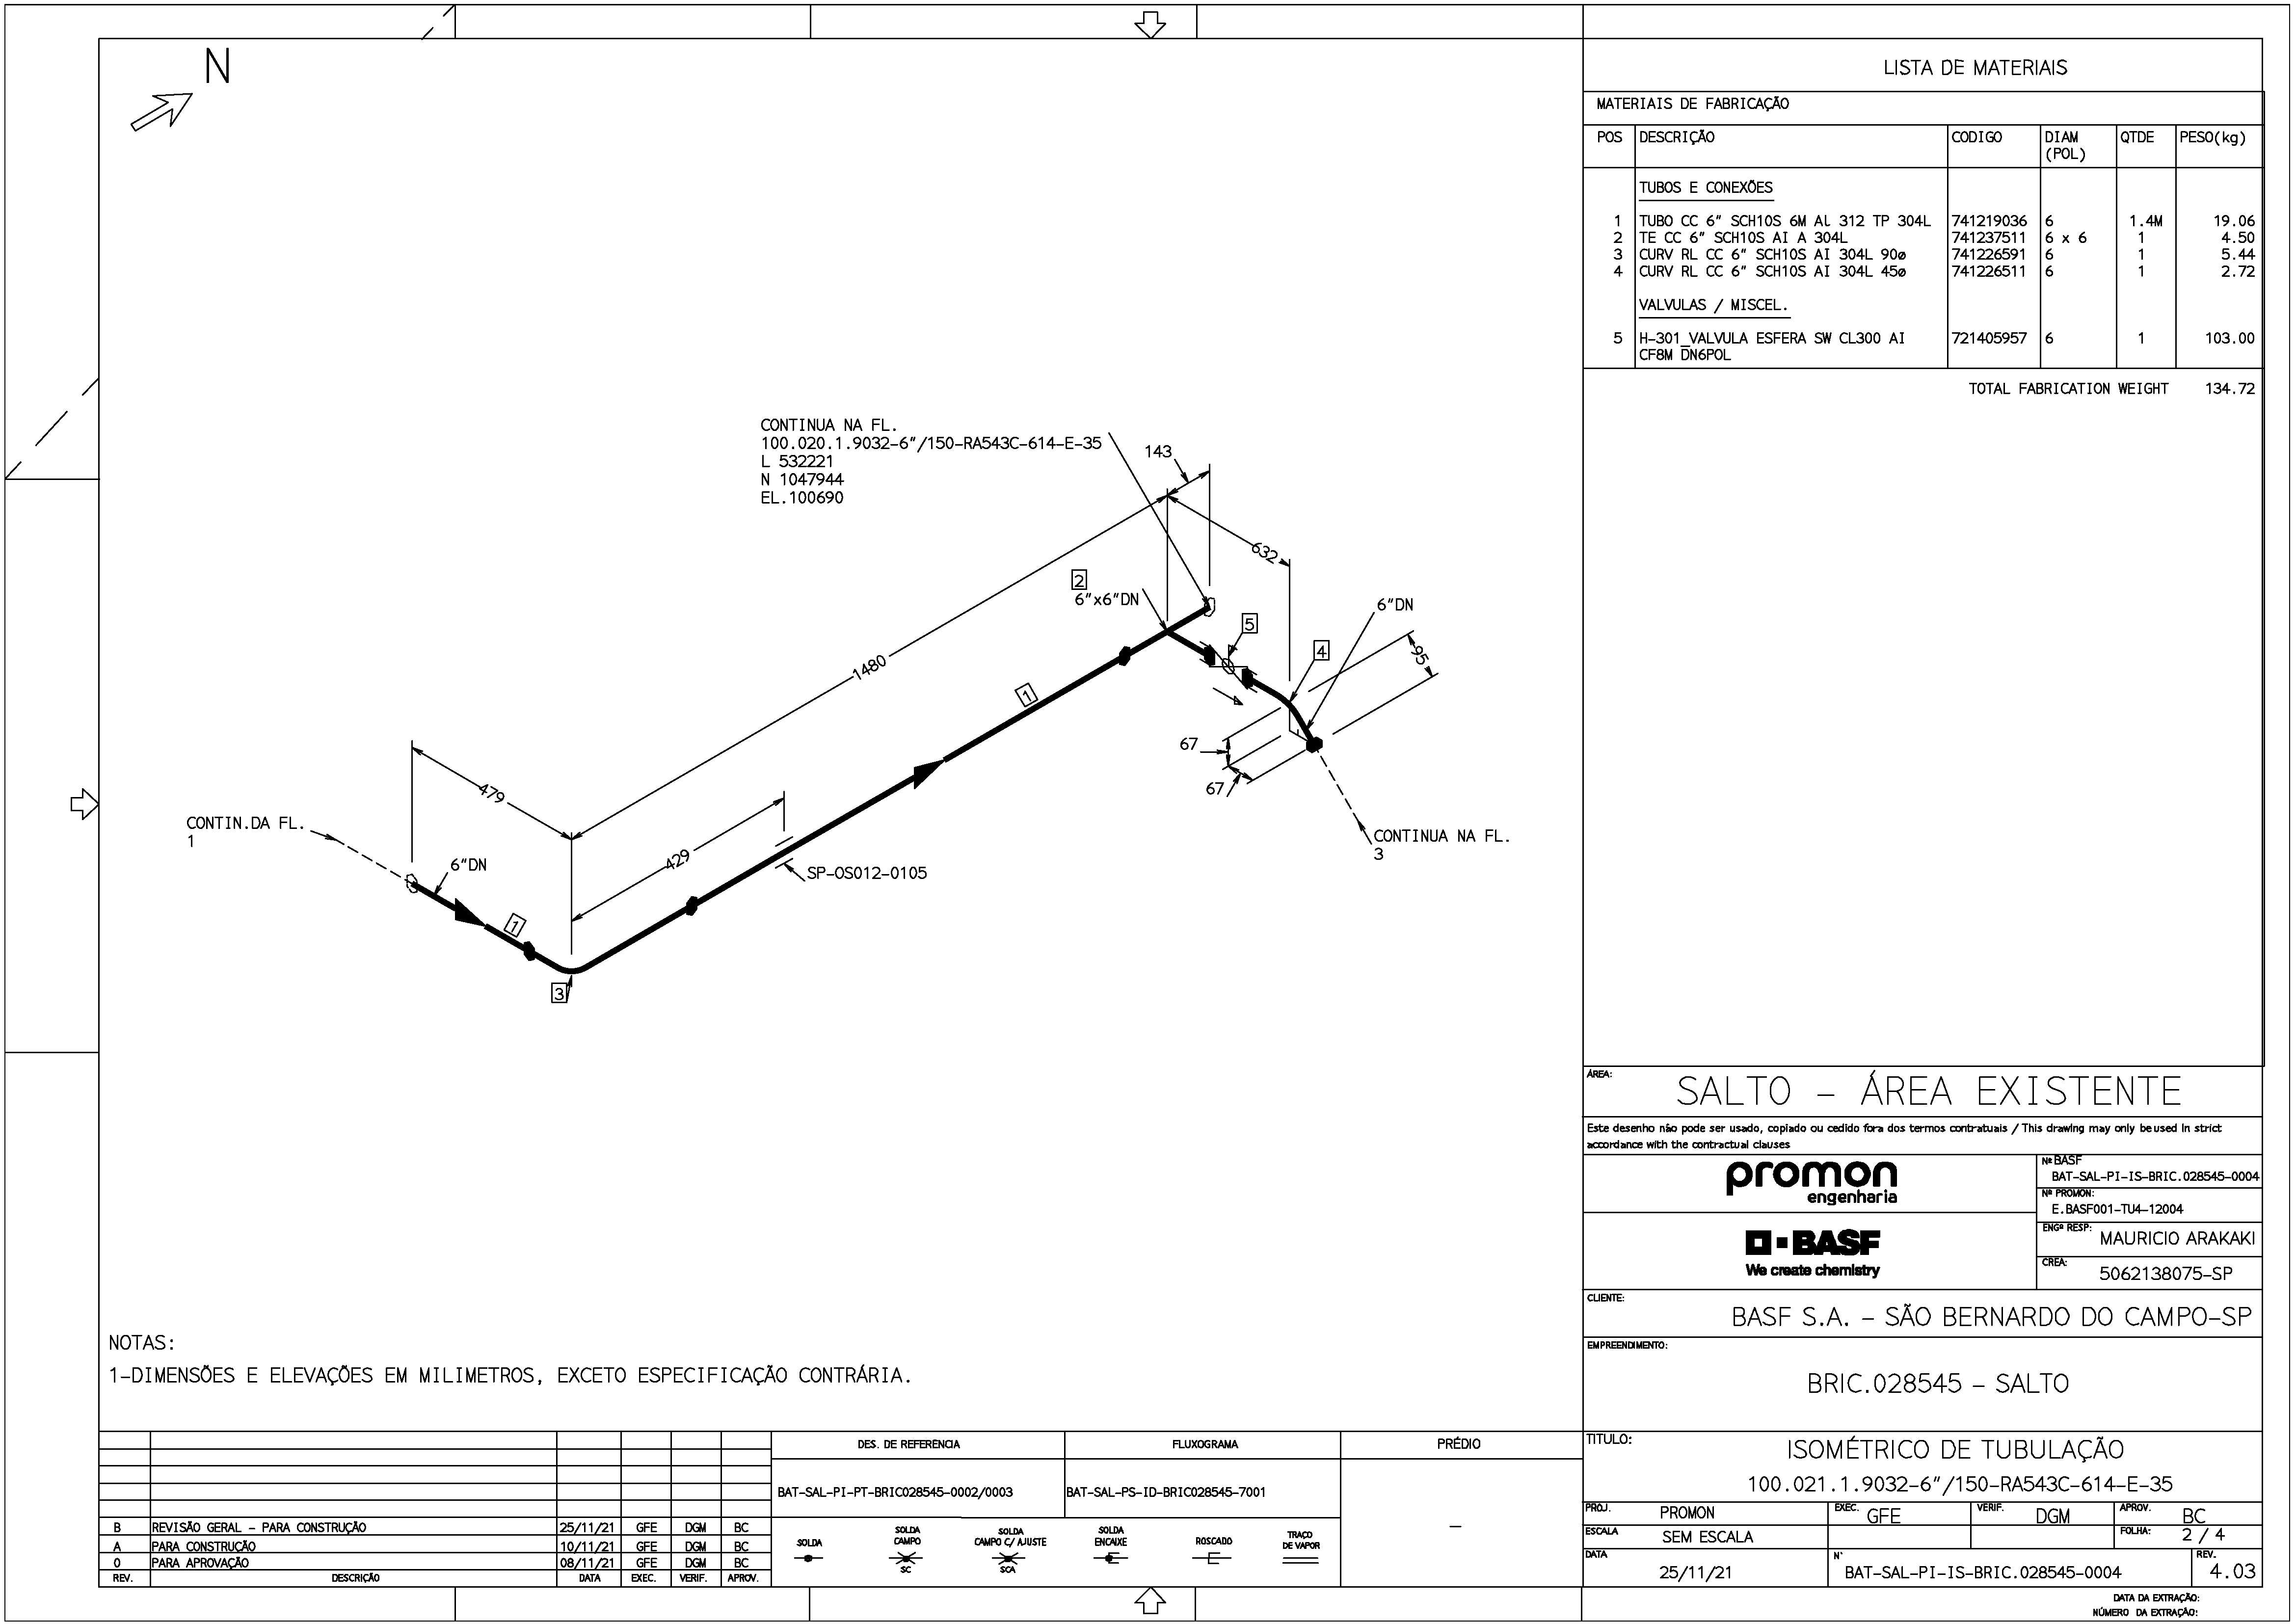 N
LISTA DE MATERIAIS
MATERIAIS DE FABRICAÇÃO
POS DESCRIÇÃO CODIGO DIAM (POL) QTDE PESO(kg)
TUBOS E CONEXÕES
1 TUBO CC 6" SCH10S 6M AL 312 TP 304L 741219036 6 1.4M 19.06
2 TE CC 6" SCH10S AI A 304L 741237511 6 x 6 1 4.50
3 CURV RL CC 6" SCH10S AI 304L 90ø 741226591 6 1 5.44
4 CURV RL CC 6" SCH10S AI 304L 45ø 741226511 6 1 2.72
VALVULAS / MISCEL.
5 H-301_VALVULA ESFERA SW CL300 AI 721405957 6 1 103.00
CF8M DN6POL
TOTAL FABRICATION WEIGHT 134.72
CONTINUA NA FL.
100.020.1.9032-6"/150-RA543C-614-E-35
L 532221
N 1047944
EL.100690
143
632
2
6"x6"DN
6"DN
5
4
95
1480
1
67
67
479
CONTIN.DA FL.
1
6"DN
429
SP-OS012-0105
CONTINUA NA FL.
3
1
3
NOTAS:
1-DIMENSÕES E ELEVAÇÕES EM MILIMETROS, EXCETO ESPECIFICAÇÃO CONTRÁRIA.
ÁREA:
SALTO - ÁREA EXISTENTE
Este desenho não pode ser usado, copiado ou cedido fora dos termos contratuais / This drawing may only be used in strict
accordance with the contractual clauses
promon
engenharia
Nº BASF
BAT-SAL-PI-IS-BRIC.028545-0004
Nº PROMON:
E.BASF001-TU4-12004
BASF
We create chemistry
ENGº RESP:
MAURICIO ARAKAKI
CREA:
5062138075-SP
CLIENTE:
BASF S.A. - SÃO BERNARDO DO CAMPO-SP
EMPREENDIMENTO:
BRIC.028545 - SALTO
TITULO:
ISOMÉTRICO DE TUBULAÇÃO
100.021.1.9032-6"/150-RA543C-614-E-35
PROJ. PROMON EXEC. GFE VERIF. DGM APROV. BC
ESCALA SEM ESCALA FOLHA: 2 / 4
DATA 25/11/21 N° BAT-SAL-PI-IS-BRIC.028545-0004 REV. 4.03
DES. DE REFERÊNCIA FLUXOGRAMA PRÉDIO
BAT-SAL-PI-PT-BRIC028545-0002/0003 BAT-SAL-PS-ID-BRIC028545-7001 -
B REVISÃO GERAL - PARA CONSTRUÇÃO 25/11/21 GFE DGM BC
A PARA CONSTRUÇÃO 10/11/21 GFE DGM BC
0 PARA APROVAÇÃO 08/11/21 GFE DGM BC
REV. DESCRIÇÃO DATA EXEC. VERIF. APROV.
SOLDA
SOLDA CAMPO
SC
SOLDA CAMPO C/ AJUSTE
SCA
SOLDA ENCAIXE
ROSCADO
TRAÇO DE VAPOR
DATA DA EXTRAÇÃO:
NÚMERO DA EXTRAÇÃO: